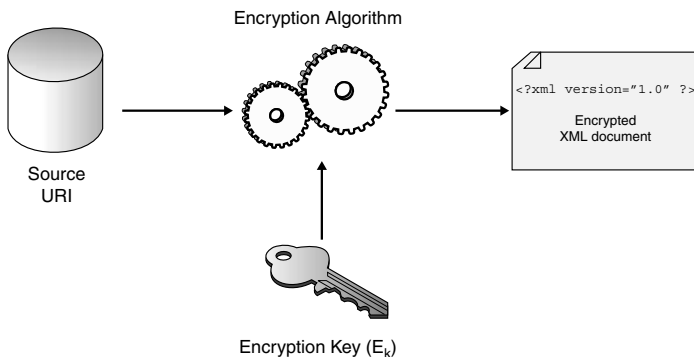 Encryption Algorithm
Source
URI
<?xml version="1.0" ?>
Encrypted
XML document
Encryption Key (Eₖ)